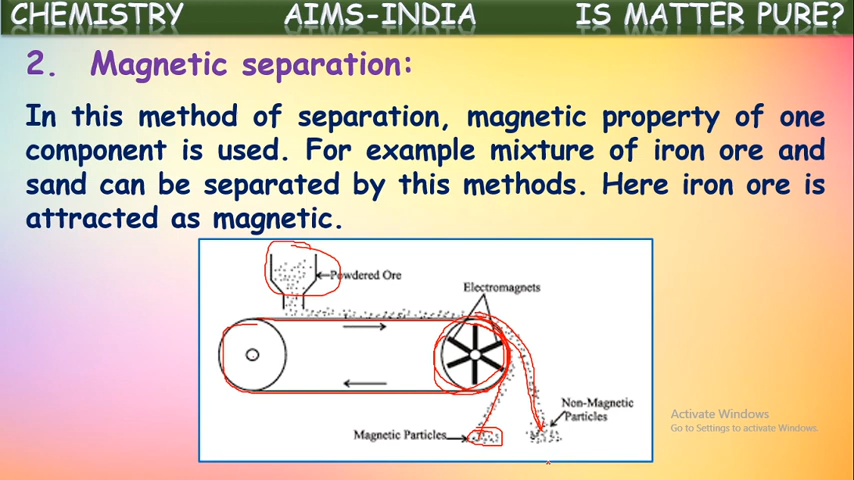 CHEMISTRY AIMS-INDIA IS MATTER PURE?
2. Magnetic separation:
In this method of separation, magnetic property of one
component is used. For example mixture of iron ore and
sand can be separated by this methods. Here iron ore is
attracted as magnetic.
Powdered Ore
Electromagnets
Non-Magnetic
Particles
Magnetic Particles
Activate Windows
Go to Settings to activate Windows.